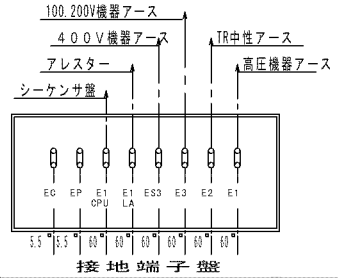 100.200V機器アース
400V機器アース
TR中性アース
アレスター
高圧機器アース
シーケンサ盤
EC EP E1 E1 ES3 E3 E2 E1
CPU LA
5.5° 5.5° 60° 60° 60° 60° 60° 60°
接地端子盤